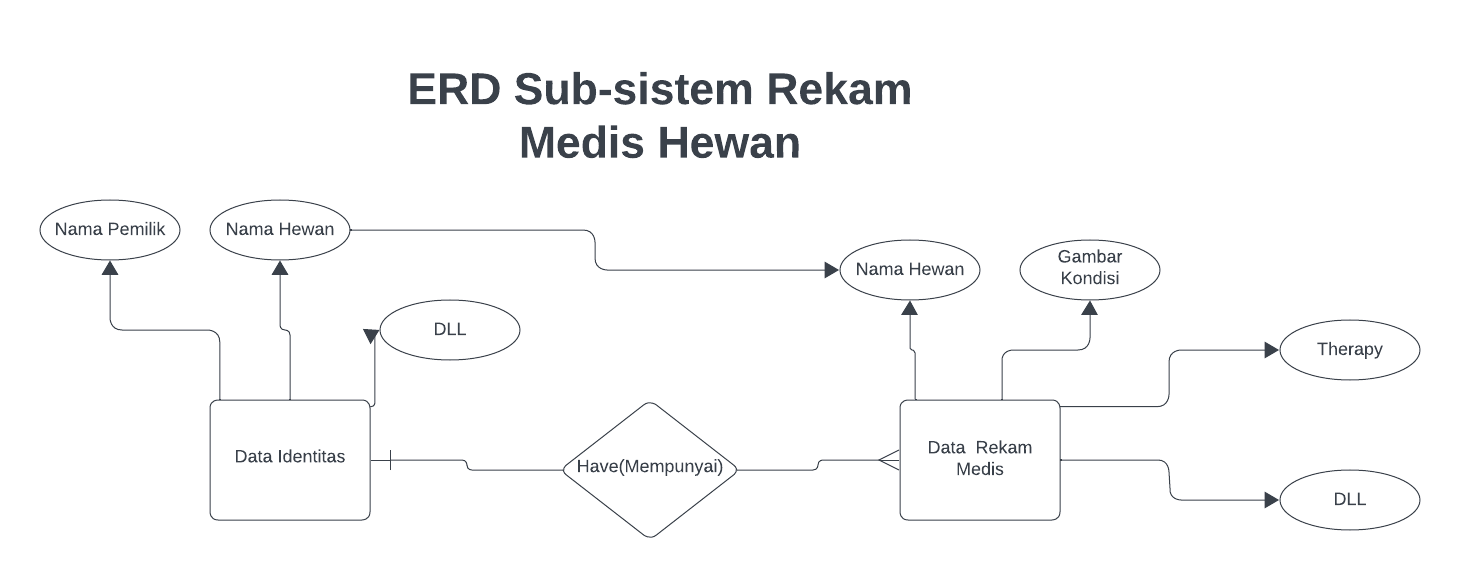 ERD Sub-sistem Rekam
Medis Hewan
Nama Pemilik
Nama Hewan
Nama Hewan
Gambar
Kondisi
DLL
Therapy
Data Identitas
Have(Mempunyai)
Data Rekam
Medis
DLL